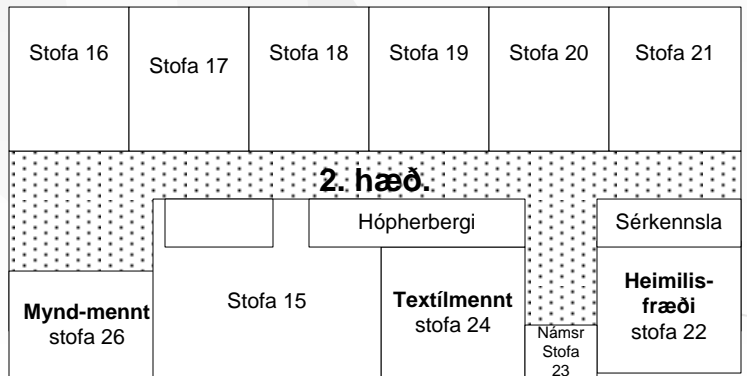 Stofa 16
Stofa 17
Stofa 18
Stofa 19
Stofa 20
Stofa 21
2. hæð.
Hópherbergi
Sérkennsla
Mynd-mennt
stofa 26
Stofa 15
Textílmennt
stofa 24
Námsr
Stofa
23
Heimilis-
fræði
stofa 22